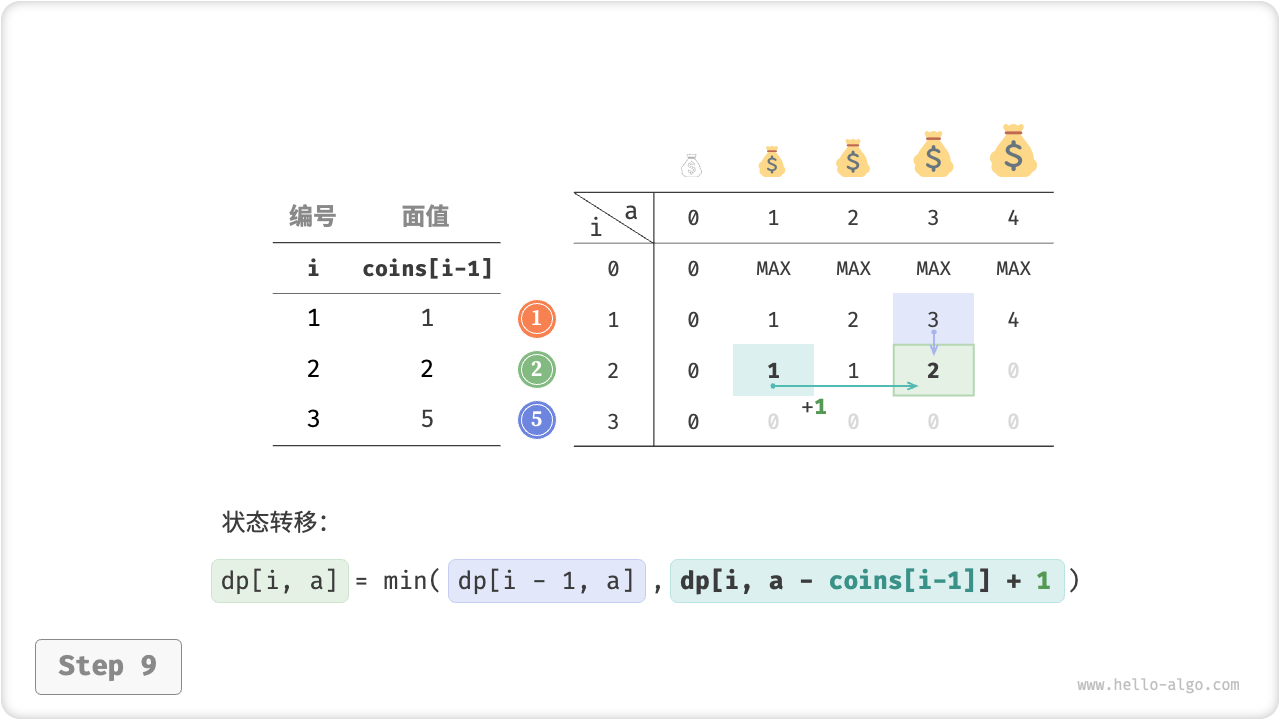 编号 面值
i coins[i-1]
1 1
2 2
3 5
1
2
5
$ $ $ $ $
i a 0 1 2 3 4
0 0 MAX MAX MAX MAX
1 0 1 2 3 4
2 0 1 1 2 0
+1
3 0 0 0 0 0
状态转移：
dp[i, a] = min( dp[i - 1, a] , dp[i, a - coins[i-1]] + 1 )
Step 9
www.hello-algo.com